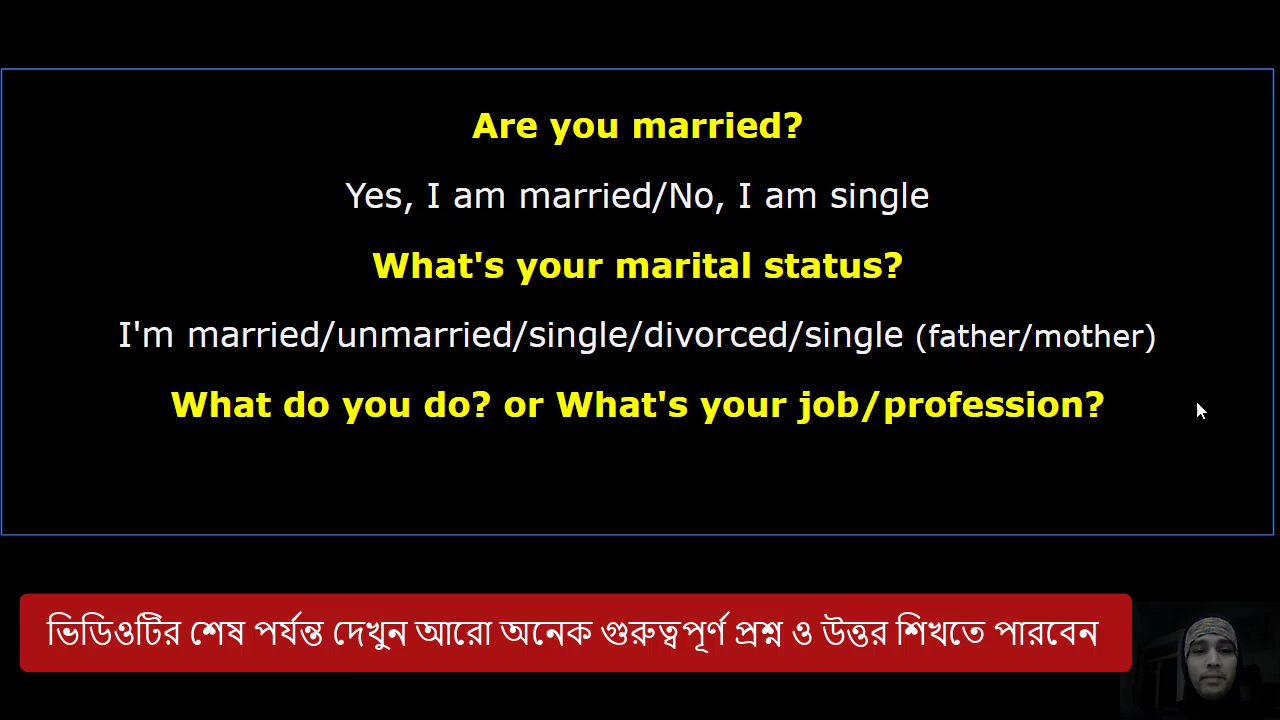 Are you married?
Yes, I am married/No, I am single
What's your marital status?
I'm married/unmarried/single/divorced/single (father/mother)
What do you do? or What's your job/profession?
ভিডিওটির শেষ পর্যন্ত দেখুন আরো অনেক গুরুত্বপূর্ণ প্রশ্ন ও উত্তর শিখতে পারবেন